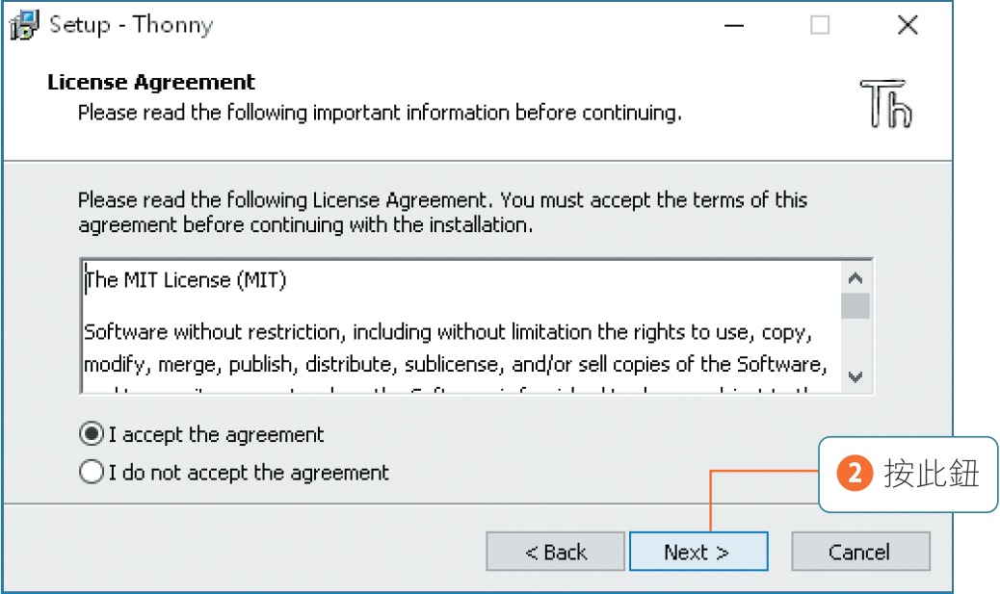 Setup - Thonny
License Agreement
Please read the following important information before continuing.
Th
Please read the following License Agreement. You must accept the terms of this
agreement before continuing with the installation.
The MIT License (MIT)
Software without restriction, including without limitation the rights to use, copy,
modify, merge, publish, distribute, sublicense, and/or sell copies of the Software,
I accept the agreement
I do not accept the agreement
2 按此鈕
< Back
Next >
Cancel